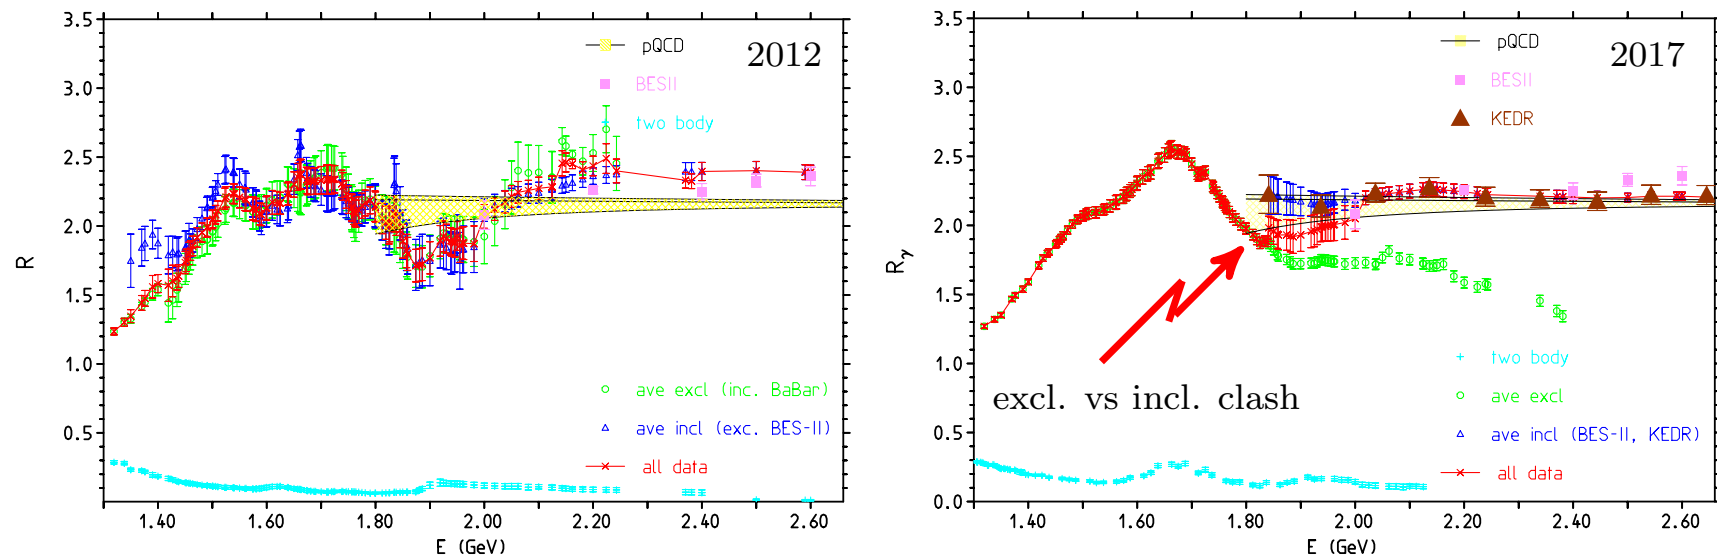 3.5
3.0
2.5
2.0
1.5
1.0
0.5
R
pQCD
2012
BESII
two body
ave excl (inc. BaBar)
ave incl (exc. BES-II)
all data
1.40 1.60 1.80 2.00 2.20 2.40 2.60
E (GeV)
3.5
3.0
2.5
2.0
1.5
1.0
0.5
0.0
Rγ
pQCD
2017
BESII
KEDR
excl. vs incl. clash
two body
ave excl
ave incl (BES-II, KEDR)
all data
1.40 1.60 1.80 2.00 2.20 2.40 2.60
E (GeV)